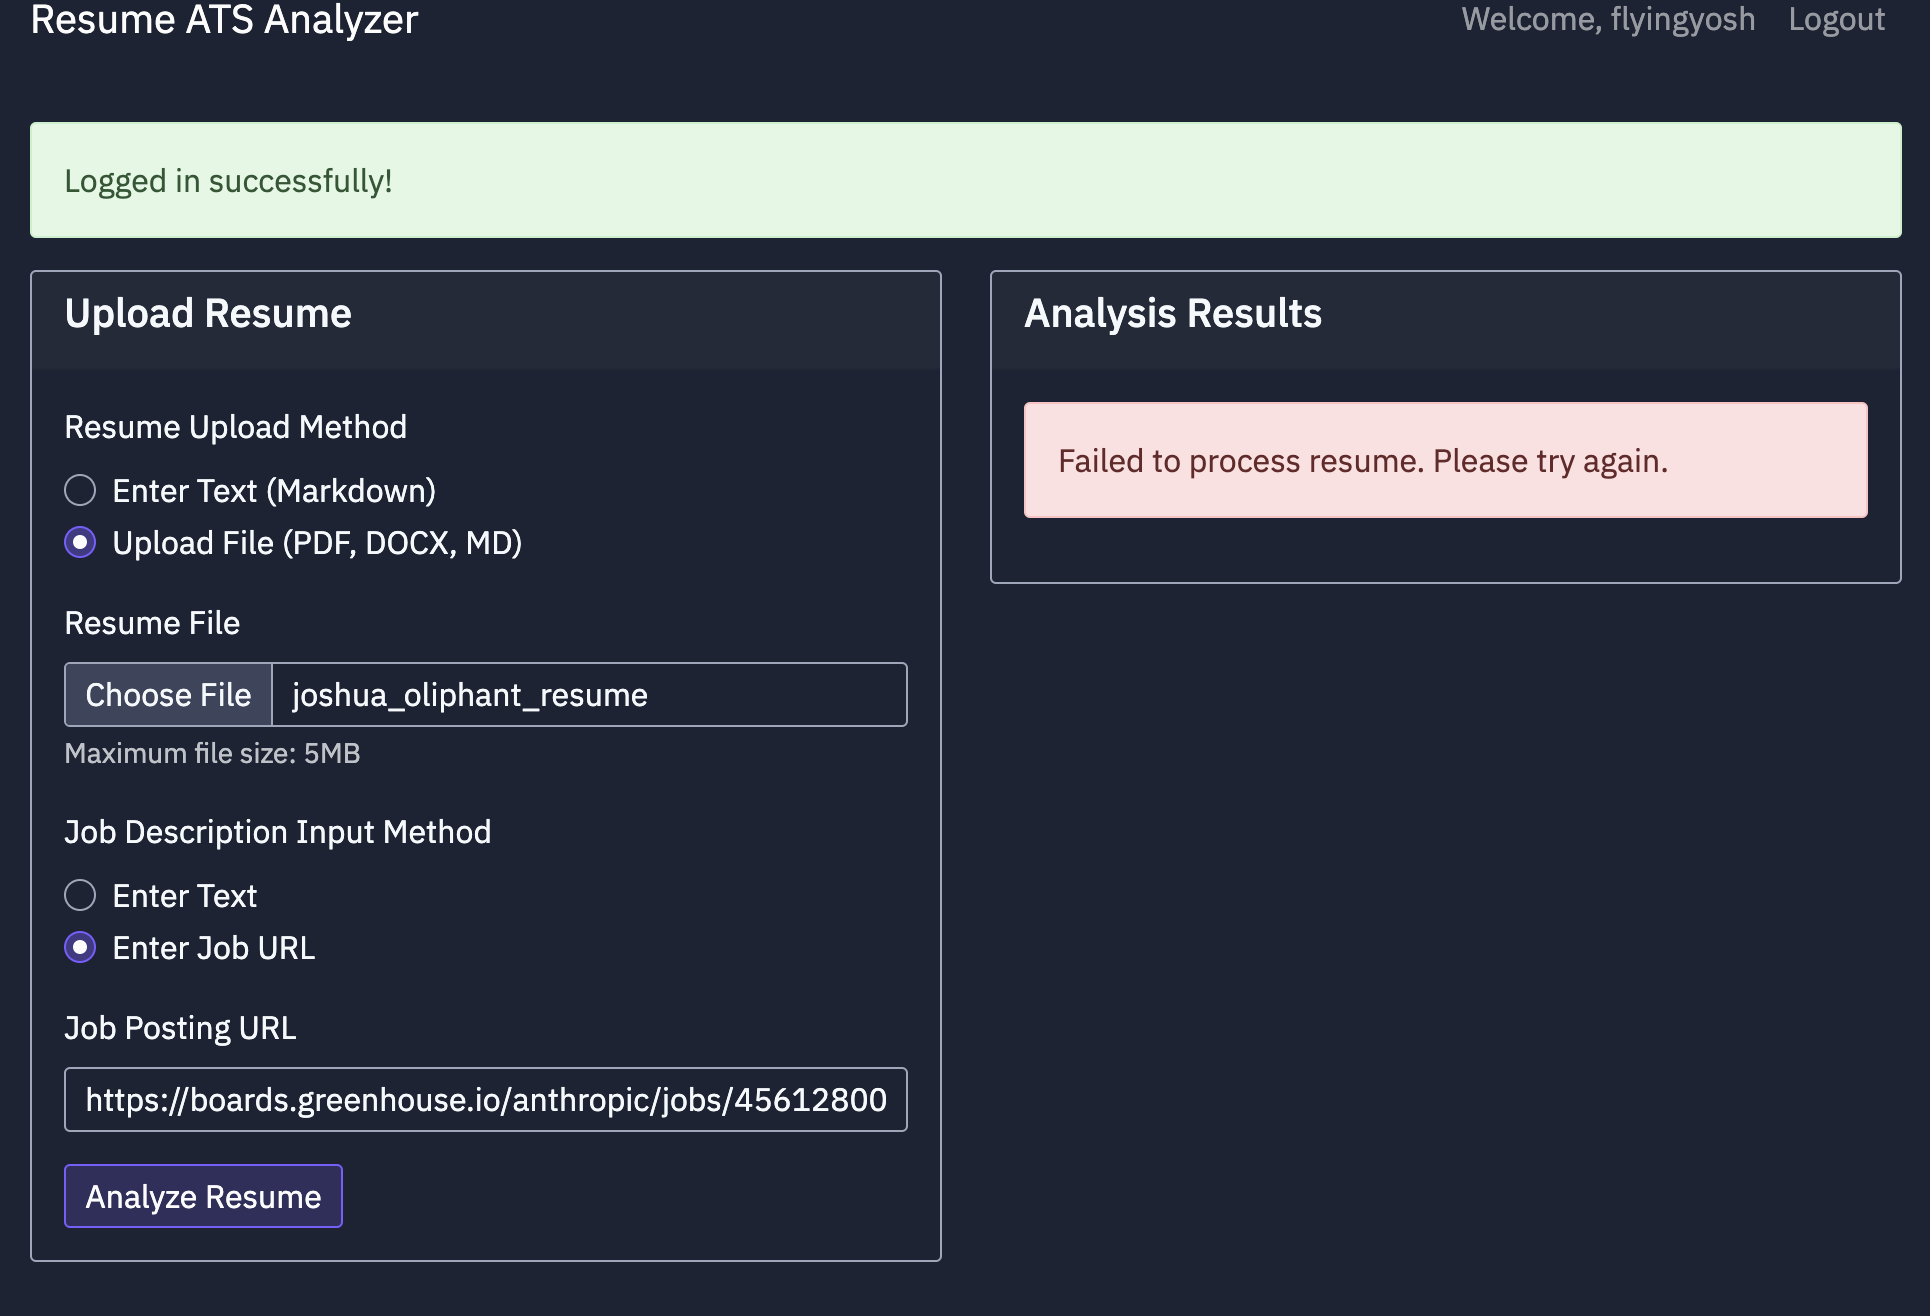 Resume ATS Analyzer
Welcome, flyingyosh Logout
Logged in successfully!
Upload Resume
Resume Upload Method
Enter Text (Markdown)
Upload File (PDF, DOCX, MD)
Resume File
Choose File joshua_oliphant_resume
Maximum file size: 5MB
Job Description Input Method
Enter Text
Enter Job URL
Job Posting URL
https://boards.greenhouse.io/anthropic/jobs/45612800
Analyze Resume
Analysis Results
Failed to process resume. Please try again.